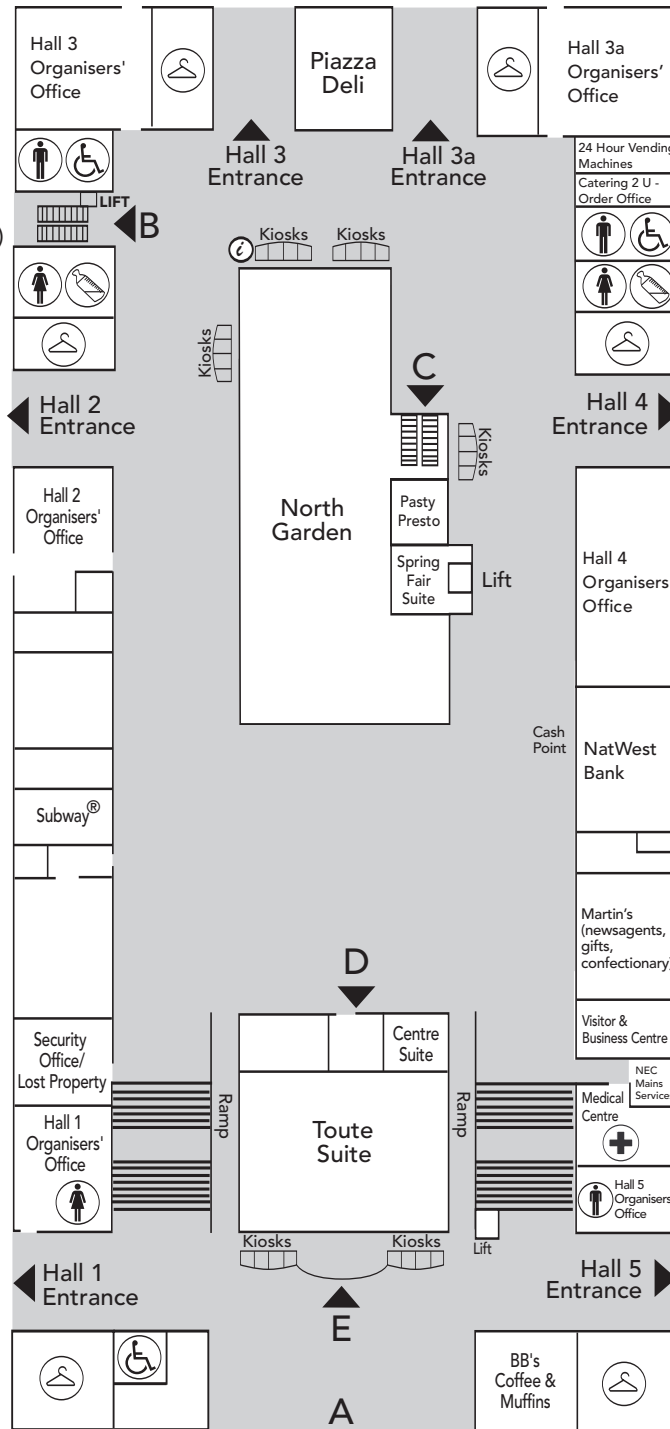 Hall 3
Organisers'
Office
Piazza
Deli
Hall 3a
Organisers’
Office
Hall 3
Entrance
Hall 3a
Entrance
24 Hour Vending
Machines
Catering 2 U -
Order Office
LIFT
B
)
i
Kiosks
Kiosks
Kiosks
C
Hall 2
Entrance
Hall 4
Entrance
Kiosks
Hall 2
Organisers'
Office
North
Garden
Pasty
Presto
Spring
Fair
Suite
Lift
Hall 4
Organisers
Office
Cash
Point
NatWest
Bank
Subway®
Martin's
(newsagents,
gifts,
confectionary)
D
Security
Office/
Lost Property
Centre
Suite
Visitor &
Business Centre
NEC
Mains
Service
Ramp
Ramp
Medical
Centre
Hall 1
Organisers'
Office
Toute
Suite
Hall 5
Organisers
Office
Kiosks
Kiosks
Lift
Hall 1
Entrance
Hall 5
Entrance
E
BB's
Coffee &
Muffins
A